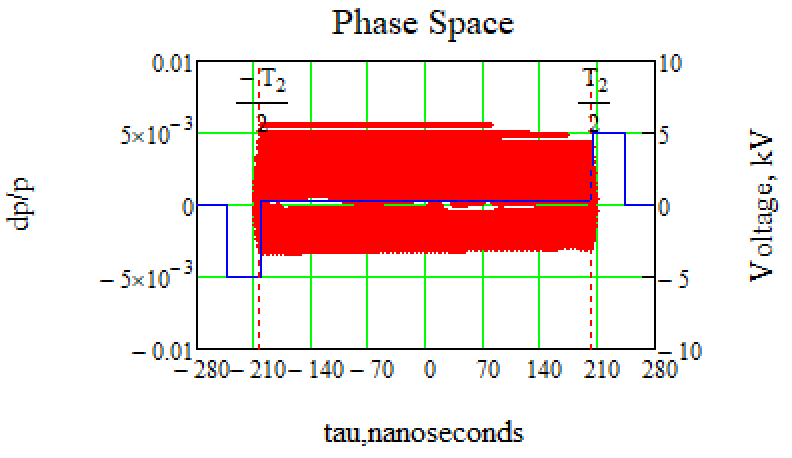 Phase Space
0.01
5×10⁻³
0
− 5×10⁻³
− 0.01
dp/p
−T₂
2
T₂
2
10
5
0
− 5
− 10
Voltage, kV
− 280 − 210 − 140 − 70 0 70 140 210 280
tau,nanoseconds